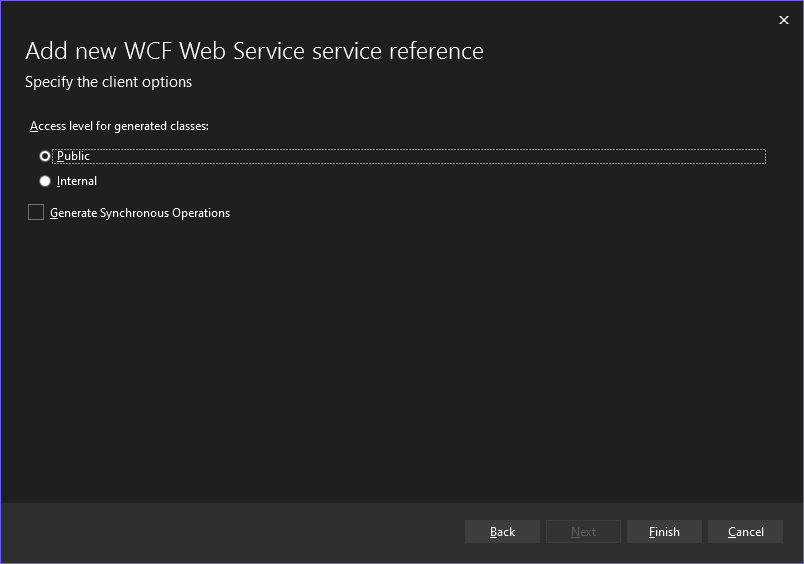 Add new WCF Web Service service reference
Specify the client options
Access level for generated classes:
Public
Internal
Generate Synchronous Operations
Back Next Finish Cancel